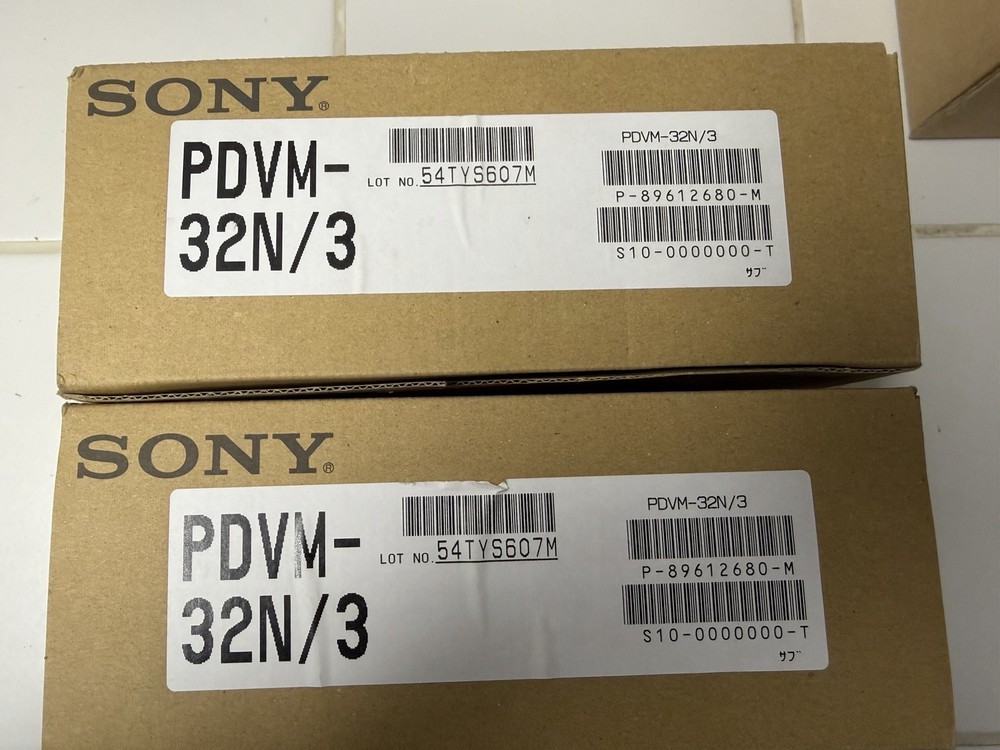 SONY®
PDVM-
32N/3
LOT NO. 54TYS607M
PDVM-32N/3
P-89612680-M
S10-0000000-T
サブ
SONY®
PDVM-
32N/3
LOT NO. 54TYS607M
PDVM-32N/3
P-89612680-M
S10-0000000-T
サブ